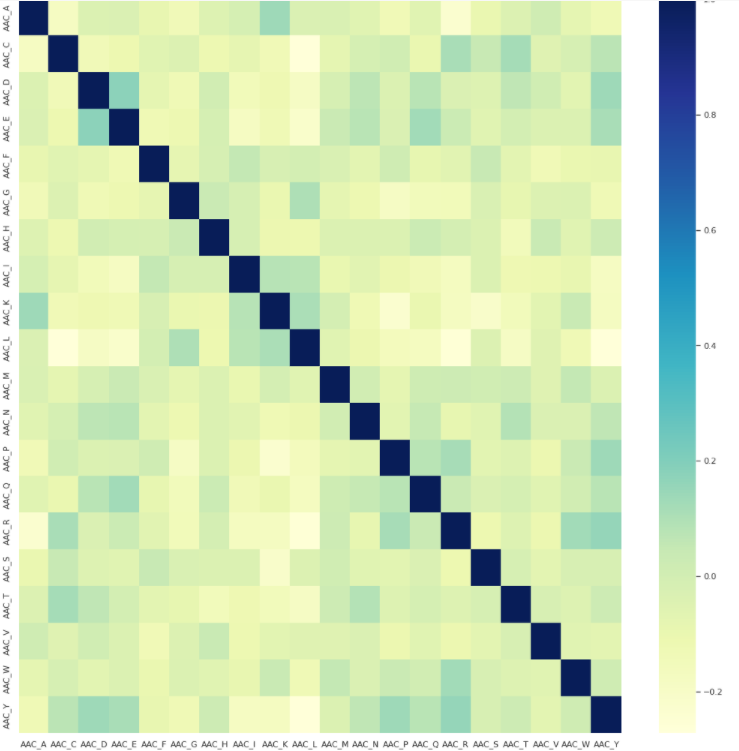 AAC_A
AAC_C
AAC_D
AAC_E
AAC_F
AAC_G
AAC_H
AAC_I
AAC_K
AAC_L
AAC_M
AAC_N
AAC_P
AAC_Q
AAC_R
AAC_S
AAC_T
AAC_V
AAC_W
AAC_Y
AAC_A AAC_C AAC_D AAC_E AAC_F AAC_G AAC_H AAC_I AAC_K AAC_L AAC_M AAC_N AAC_P AAC_Q AAC_R AAC_S AAC_T AAC_V AAC_W AAC_Y
0.8
0.6
0.4
0.2
0.0
−0.2